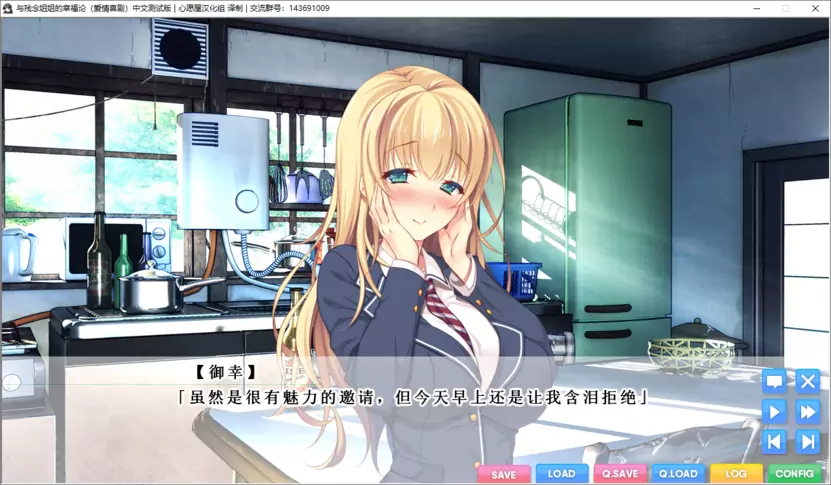 与残念姐姐的幸福论（爱情喜剧）中文测试版 | 心愿屋汉化组 译制 | 交流群号：143691009
【御幸】
「虽然是很有魅力的邀请，但今天早上还是让我含泪拒绝」
SAVE LOAD Q.SAVE Q.LOAD LOG CONFIG